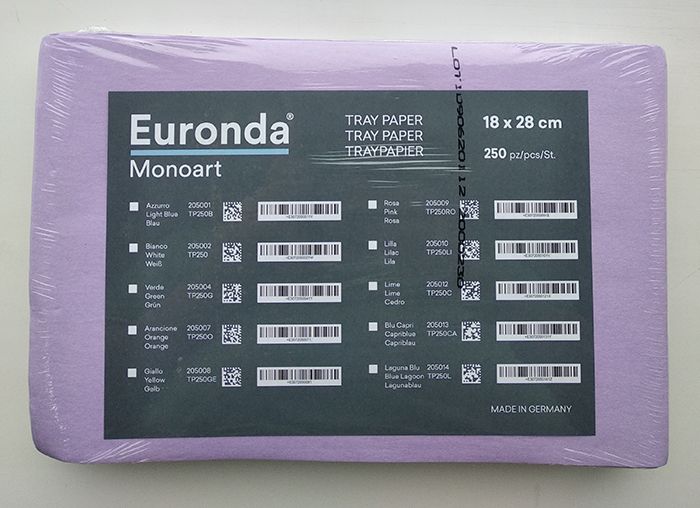 Euronda®
Monoart
TRAY PAPER
TRAY PAPER
TRAYPAPIER
18 x 28 cm
250 pz/pcs/St.
Azzurro 205001
Light Blue TP250B
Blau
Bianco 205002
White TP250
Weiß
Verde 205004
Green TP250G
Grün
Arancione 205007
Orange TP250O
Orange
Giallo 205008
Yellow TP250GE
Gelb
Rosa 205009
Pink TP250RO
Rosa
Lilla 205010
Lilac TP250LI
Lila
Lime 205012
Lime TP250C
Cedro
Blu Capri 205013
Capriblue TP250CA
Capriblau
Laguna Blu 205014
Blue Lagoon TP250L
Lagunablau
MADE IN GERMANY